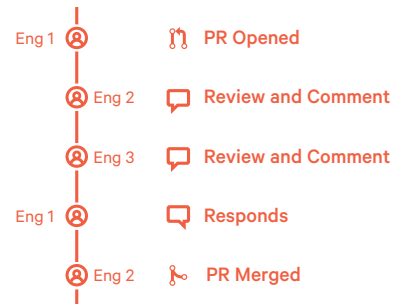 Eng 1 PR Opened
Eng 2 Review and Comment
Eng 3 Review and Comment
Eng 1 Responds
Eng 2 PR Merged